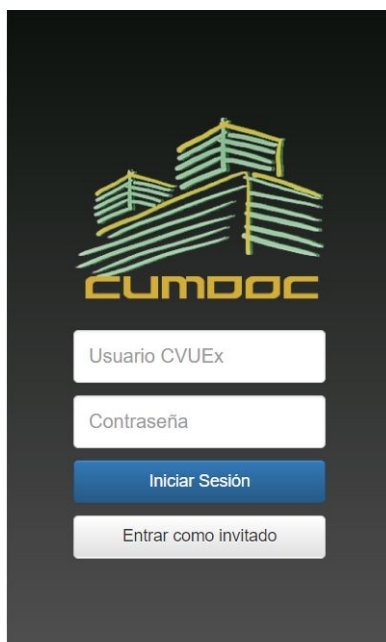 CUMDOC
Usuario CVUEx
Contraseña
Iniciar Sesión
Entrar como invitado